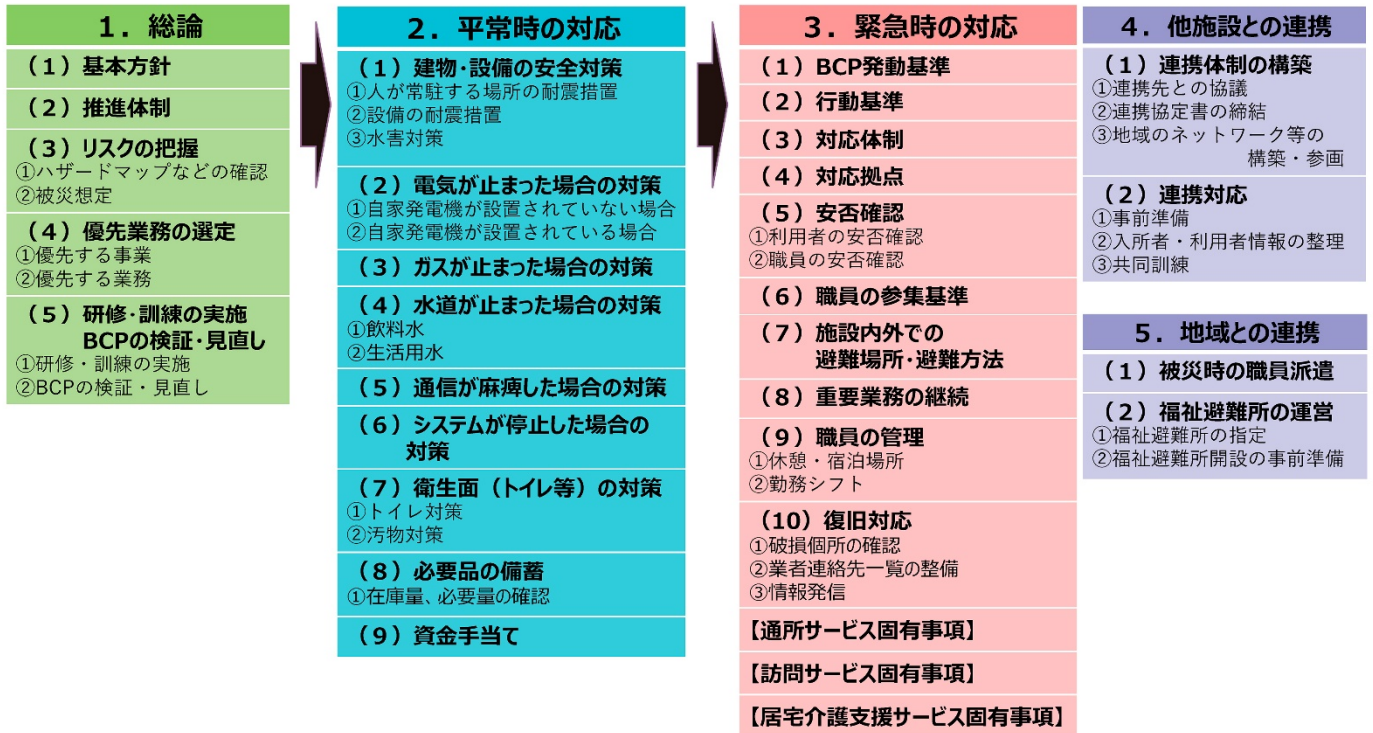 1．総論
（1）基本方針
（2）推進体制
（3）リスクの把握
①ハザードマップなどの確認
②被災想定
（4）優先業務の選定
①優先する事業
②優先する業務
（5）研修・訓練の実施
BCPの検証・見直し
①研修・訓練の実施
②BCPの検証・見直し
2．平常時の対応
（1）建物・設備の安全対策
①人が常駐する場所の耐震措置
②設備の耐震措置
③水害対策
（2）電気が止まった場合の対策
①自家発電機が設置されていない場合
②自家発電機が設置されている場合
（3）ガスが止まった場合の対策
（4）水道が止まった場合の対策
①飲料水
②生活用水
（5）通信が麻痺した場合の対策
（6）システムが停止した場合の
対策
（7）衛生面（トイレ等）の対策
①トイレ対策
②汚物対策
（8）必要品の備蓄
①在庫量、必要量の確認
（9）資金手当て
3．緊急時の対応
（1）BCP発動基準
（2）行動基準
（3）対応体制
（4）対応拠点
（5）安否確認
①利用者の安否確認
②職員の安否確認
（6）職員の参集基準
（7）施設内外での
避難場所・避難方法
（8）重要業務の継続
（9）職員の管理
①休憩・宿泊場所
②勤務シフト
（10）復旧対応
①破損個所の確認
②業者連絡先一覧の整備
③情報発信
【通所サービス固有事項】
【訪問サービス固有事項】
【居宅介護支援サービス固有事項】
4．他施設との連携
（1）連携体制の構築
①連携先との協議
②連携協定書の締結
③地域のネットワーク等の
構築・参画
（2）連携対応
①事前準備
②入所者・利用者情報の整理
③共同訓練
5．地域との連携
（1）被災時の職員派遣
（2）福祉避難所の運営
①福祉避難所の指定
②福祉避難所開設の事前準備